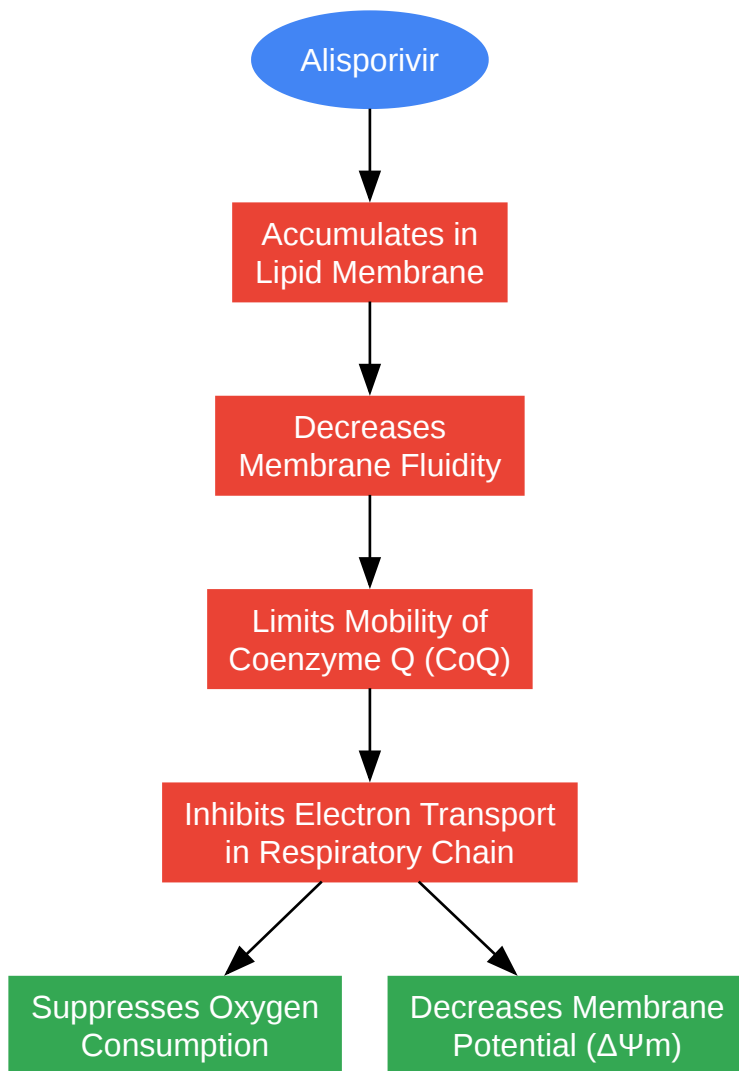 Alisporivir
Accumulates in
Lipid Membrane
Decreases
Membrane Fluidity
Limits Mobility of
Coenzyme Q (CoQ)
Inhibits Electron Transport
in Respiratory Chain
Suppresses Oxygen
Consumption
Decreases Membrane
Potential (ΔΨm)